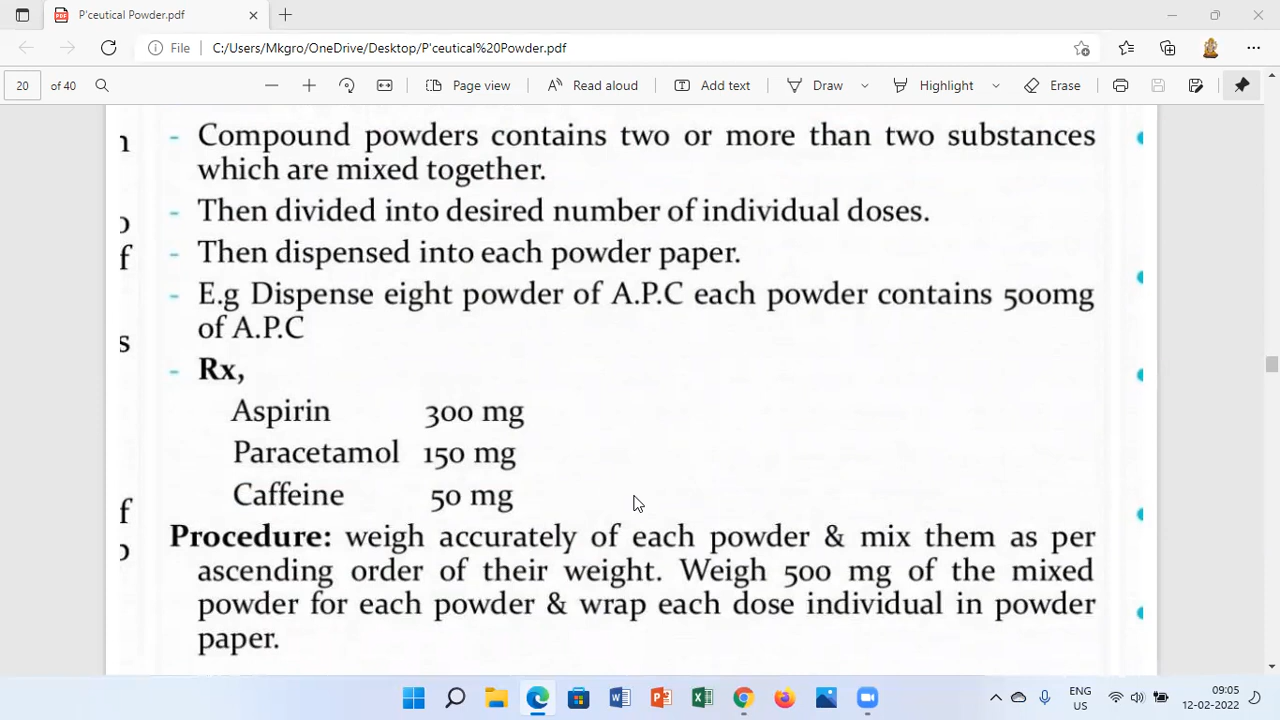 P'ceutical Powder.pdf
File C:/Users/Mkgro/OneDrive/Desktop/P'ceutical%20Powder.pdf
20 of 40 Page view Read aloud Add text Draw Highlight Erase
- Compound powders contains two or more than two substances
n
which are mixed together.
- Then divided into desired number of individual doses.
o
- Then dispensed into each powder paper.
f
- E.g Dispense eight powder of A.P.C each powder contains 500mg
of A.P.C
s
- Rx,
Aspirin 300 mg
Paracetamol 150 mg
Caffeine 50 mg
f
Procedure: weigh accurately of each powder & mix them as per
o
ascending order of their weight. Weigh 500 mg of the mixed
powder for each powder & wrap each dose individual in powder
paper.
ENG
US
09:05
12-02-2022